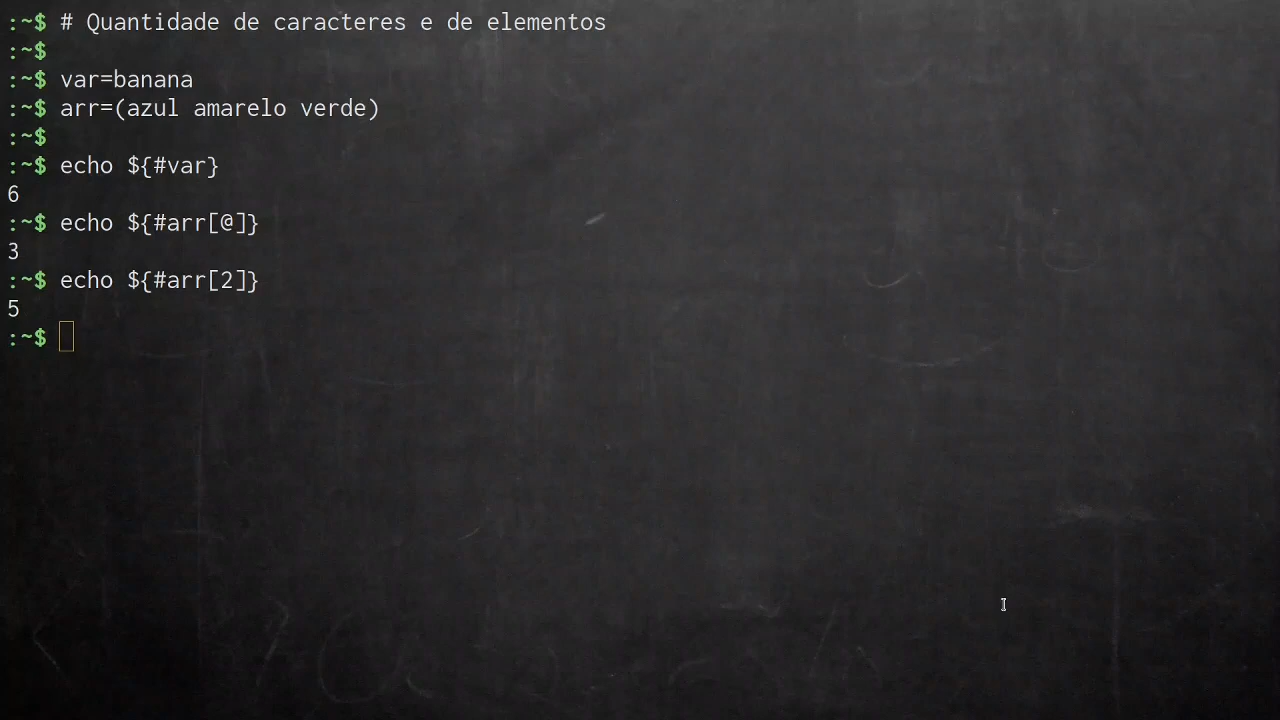 :~$ # Quantidade de caracteres e de elementos
:~$
:~$ var=banana
:~$ arr=(azul amarelo verde)
:~$
:~$ echo ${#var}
6
:~$ echo ${#arr[@]}
3
:~$ echo ${#arr[2]}
5
:~$